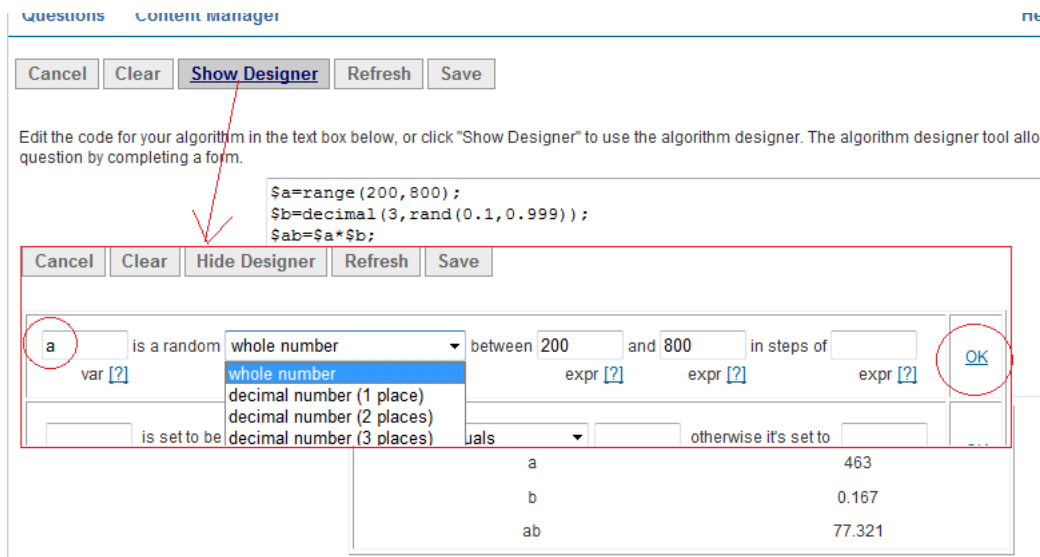 Questions Content Manager He
Cancel Clear Show Designer Refresh Save
Edit the code for your algorithm in the text box below, or click "Show Designer" to use the algorithm designer. The algorithm designer tool allo
question by completing a form.
$a=range(200,800);
$b=decimal(3,rand(0.1,0.999));
$ab=$a*$b;
Cancel Clear Hide Designer Refresh Save
a is a random whole number between 200 and 800 in steps of OK
var [?] whole number expr [?] expr [?] expr [?]
decimal number (1 place)
decimal number (2 places)
is set to be decimal number (3 places) uals otherwise it's set to
a 463
b 0.167
ab 77.321